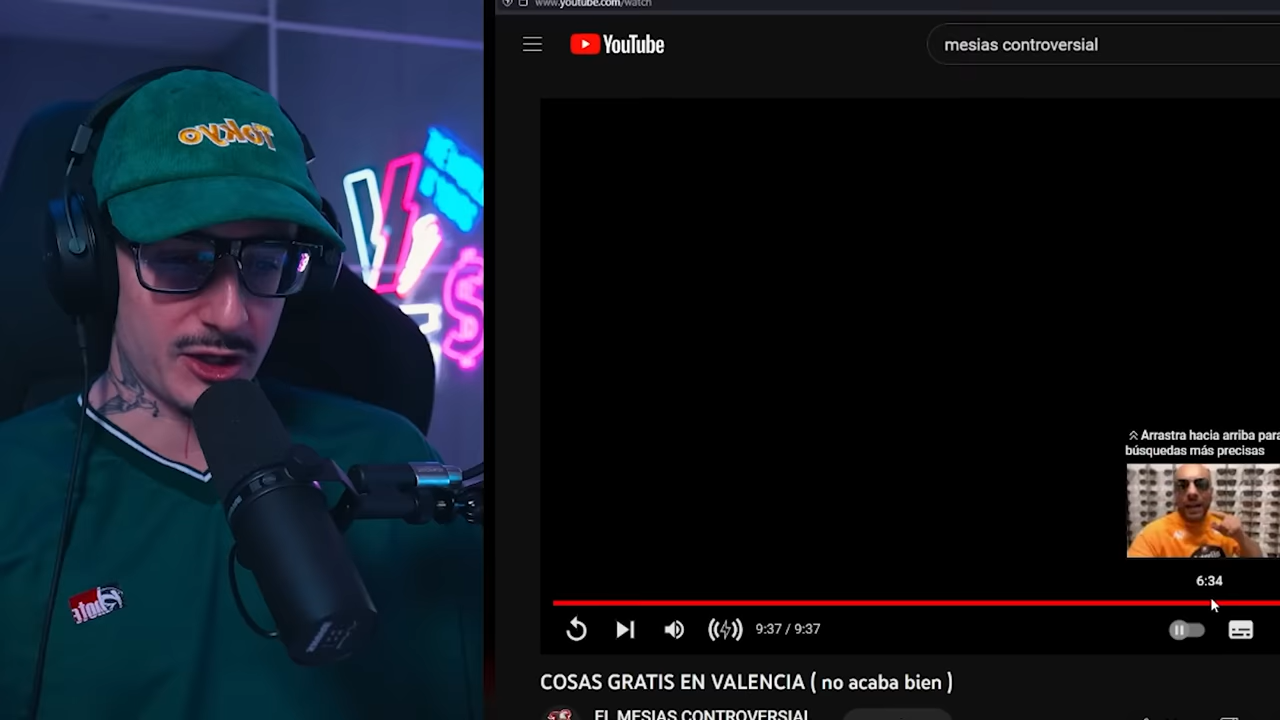 www.youtube.com/watch
YouTube
mesias controversial
Tokyo
Arrastra hacia arriba para
búsquedas más precisas
6:34
9:37 / 9:37
COSAS GRATIS EN VALENCIA ( no acaba bien )
EL MESIAS CONTROVERSIAL